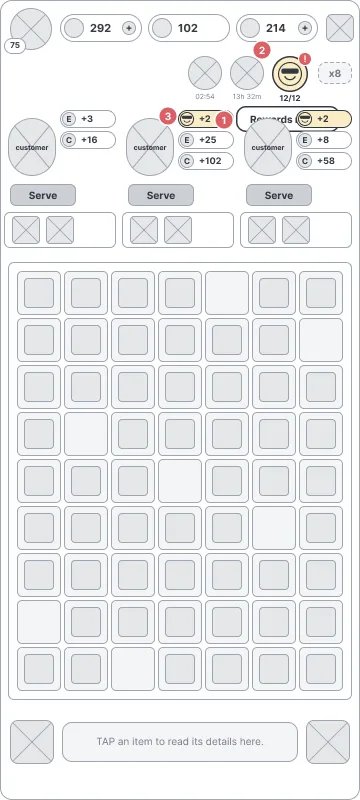 292 + 102 214 +
75
2 !
x8
02:54 13h 32m 12/12
E +3 3 +2 1 Rewards +2
C +16 E +25 E +8
customer customer customer
C +102 C +58
Serve Serve Serve
TAP an item to read its details here.